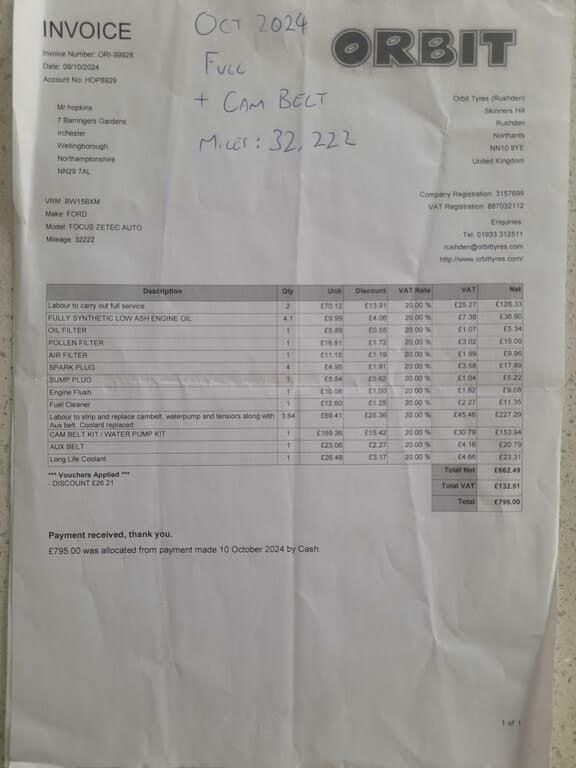 INVOICE
Invoice Number: ORI-99928
Date: 09/10/2024
Account No: HOP8929
OCT 2024
FULL
+ CAM BELT
MILES: 32,222
ORBIT
Mr hopkins
7 Barringers Gardens
Irchester
Wellingborough
Northamptonshire
NN29 7AL
Orbit Tyres (Rushden)
Skinners Hill
Rushden
Northants
NN10 9YE
United Kingdom
VRM: BW15BXM
Make: FORD
Model: FOCUS ZETEC AUTO
Mileage: 32222
Company Registration: 3157699
VAT Registration: 887032112
Enquiries:
Tel: 01933 312511
rushden@orbittyres.com
http://www.orbittyres.com/
Description Qty Unit Discount VAT Rate VAT Net
Labour to carry out full service 2 £70.12 £13.91 20.00 % £25.27 £126.33
FULLY SYNTHETIC LOW ASH ENGINE OIL 4.1 £9.99 £4.06 20.00 % £7.38 £36.90
OIL FILTER 1 £5.89 £0.55 20.00 % £1.07 £5.34
POLLEN FILTER 1 £16.81 £1.72 20.00 % £3.02 £15.09
AIR FILTER 1 £11.15 £1.19 20.00 % £1.99 £9.96
SPARK PLUG 4 £4.95 £1.91 20.00 % £3.58 £17.89
SUMP PLUG 1 £5.84 £0.62 20.00 % £1.04 £5.22
Engine Flush 1 £10.08 £1.00 20.00 % £1.82 £9.08
Fuel Cleaner 1 £12.60 £1.25 20.00 % £2.27 £11.35
Labour to strip and replace cambelt, waterpump and tensiors along with 3.64 £69.41 £25.36 20.00 % £45.46 £227.29
Aux belt. Coolant replaced
CAM BELT KIT / WATER PUMP KIT 1 £169.36 £15.42 20.00 % £30.79 £153.94
AUX BELT 1 £23.06 £2.27 20.00 % £4.16 £20.79
Long Life Coolant 1 £26.48 £3.17 20.00 % £4.66 £23.31
*** Vouchers Applied ***
- DISCOUNT £26.21
Total Net £662.49
Total VAT £132.51
Total £795.00
Payment received, thank you.
£795.00 was allocated from payment made 10 October 2024 by Cash.
1 of 1